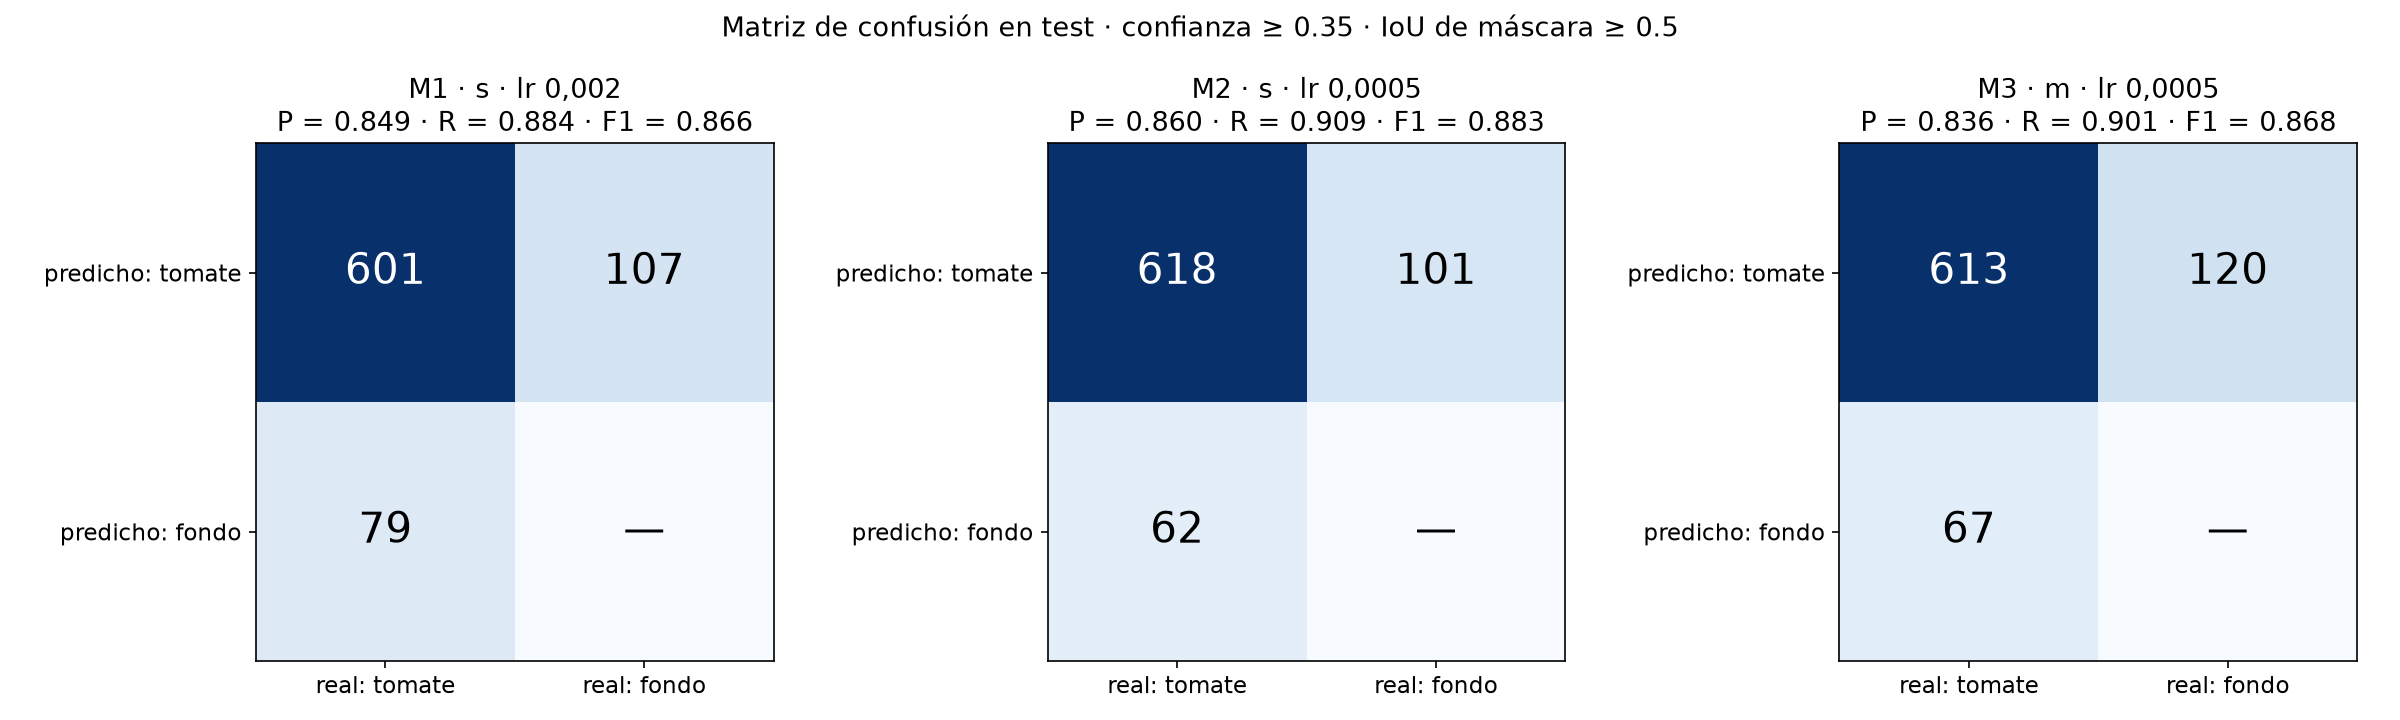 Matriz de confusión en test · confianza ≥ 0.35 · IoU de máscara ≥ 0.5
M1 · s · lr 0,002
P = 0.849 · R = 0.884 · F1 = 0.866
predicho: tomate
601
107
predicho: fondo
79
—
real: tomate
real: fondo
M2 · s · lr 0,0005
P = 0.860 · R = 0.909 · F1 = 0.883
predicho: tomate
618
101
predicho: fondo
62
—
real: tomate
real: fondo
M3 · m · lr 0,0005
P = 0.836 · R = 0.901 · F1 = 0.868
predicho: tomate
613
120
predicho: fondo
67
—
real: tomate
real: fondo